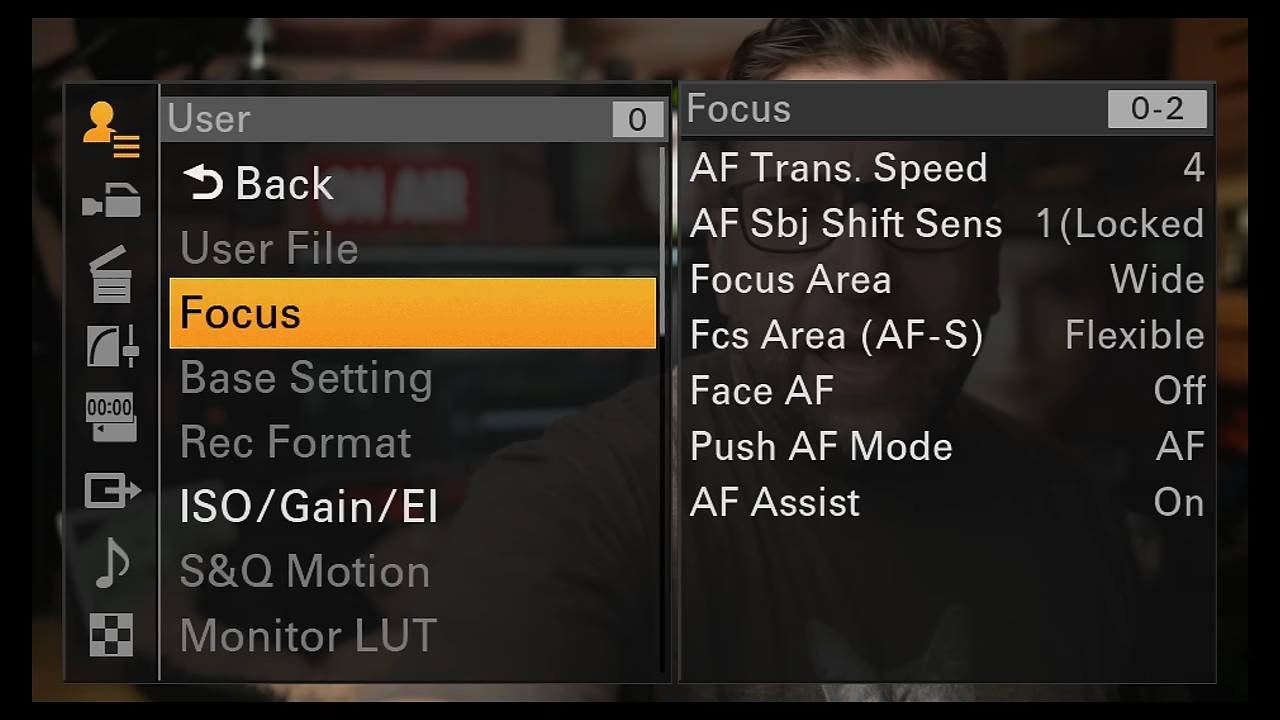 User 0
Back
User File
Focus
Base Setting
Rec Format
ISO/Gain/EI
S&Q Motion
Monitor LUT
00:00
ON AIR
Focus 0-2
AF Trans. Speed 4
AF Sbj Shift Sens 1(Locked
Focus Area Wide
Fcs Area (AF-S) Flexible
Face AF Off
Push AF Mode AF
AF Assist On